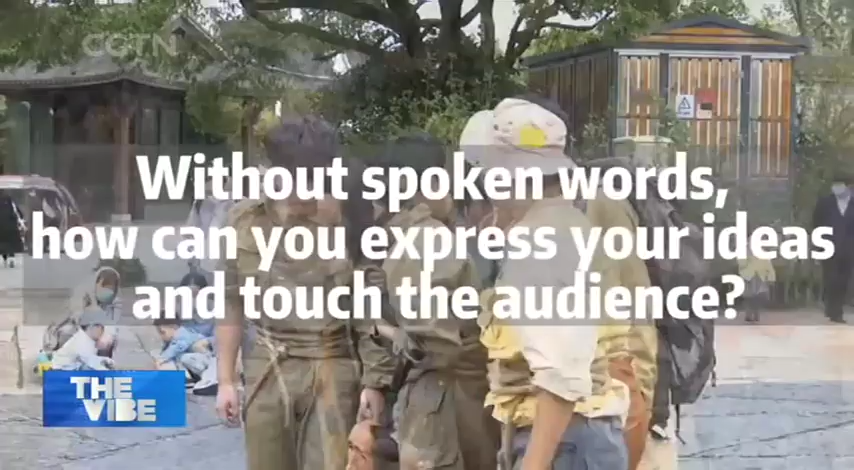 CGTN
Without spoken words,
how can you express your ideas
and touch the audience?
THE
VIBE